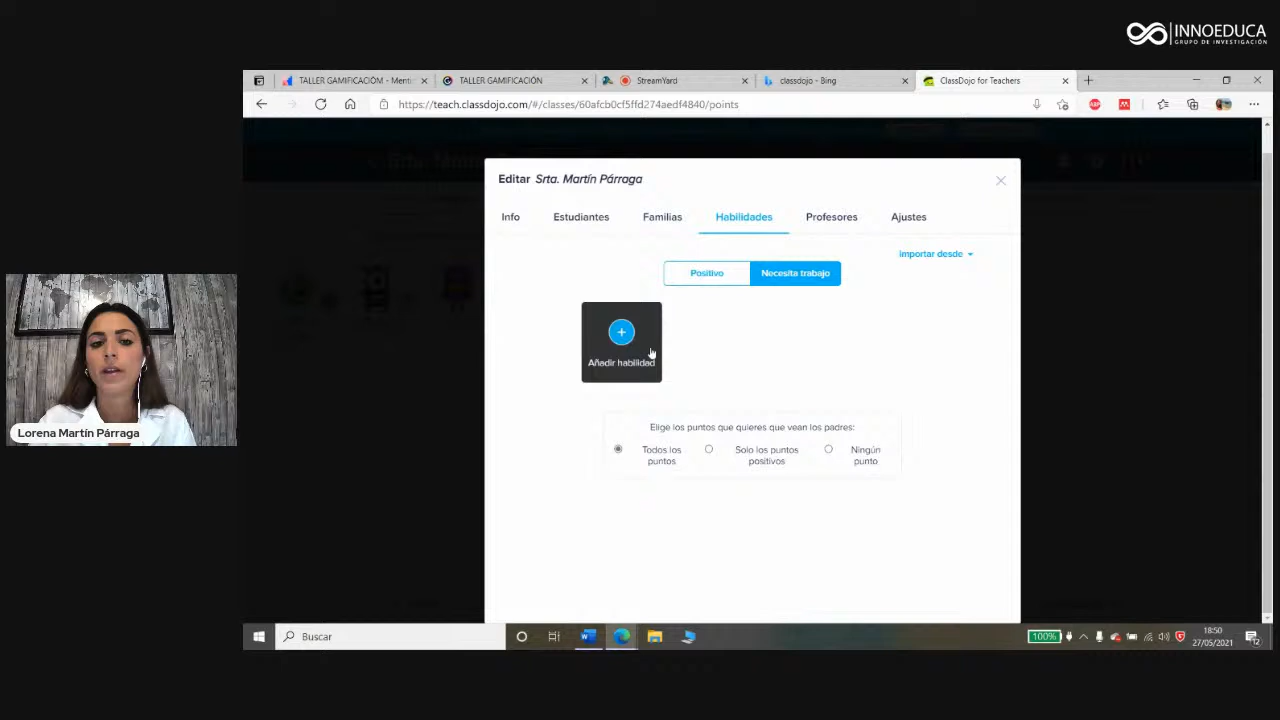 INNOEDUCA
GRUPO DE INVESTIGACIÓN
TALLER GAMIFICACIÓM - Menti
TALLER GAMIFICACIÓN
StreamYard
classdojo - Bing
ClassDojo for Teachers
https://teach.classdojo.com/#/classes/60afcb0cf5ffd274aedf4840/points
Editar Srta. Martín Párraga
Info
Estudiantes
Familias
Habilidades
Profesores
Ajustes
Importar desde
Positivo
Necesita trabajo
Añadir habilidad
Elige los puntos que quieres que vean los padres:
Todos los
puntos
Solo los puntos
positivos
Ningún
punto
Lorena Martín Párraga
Buscar
100%
18:50
27/05/2021